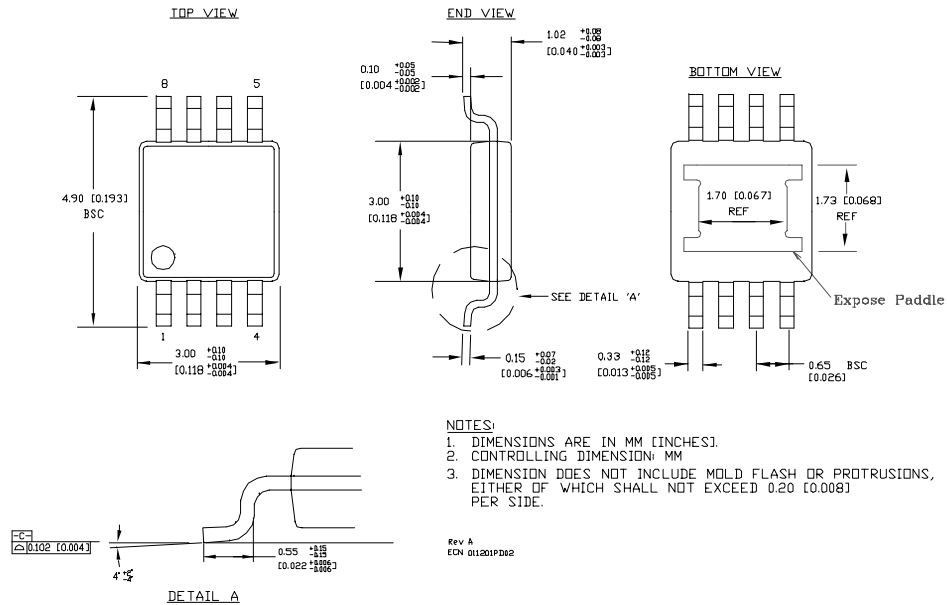 TOP VIEW
8 5
4.90 [0.193]
BSC
1 4
3.00 +0.10 -0.10
[0.118 +0.004 -0.004]
END VIEW
1.02 +0.08 -0.08
[0.040 +0.003 -0.003]
0.10 +0.05 -0.05
[0.004 +0.002 -0.002]
3.00 +0.10 -0.10
[0.118 +0.004 -0.004]
SEE DETAIL 'A'
0.15 +0.07 -0.02
[0.006 +0.003 -0.001]
BOTTOM VIEW
1.70 [0.067]
REF
1.73 [0.068]
REF
Expose Paddle
0.33 +0.12 -0.12
[0.013 +0.005 -0.005]
0.65 BSC
[0.026]
NOTES:
1. DIMENSIONS ARE IN MM [INCHES].
2. CONTROLLING DIMENSION: MM
3. DIMENSION DOES NOT INCLUDE MOLD FLASH OR PROTRUSIONS,
EITHER OF WHICH SHALL NOT EXCEED 0.20 [0.008]
PER SIDE.
Rev A
ECN 011201PD02
-C-
0.102 [0.004]
4°
0.55 +0.15 -0.15
[0.022 +0.006 -0.006]
DETAIL A